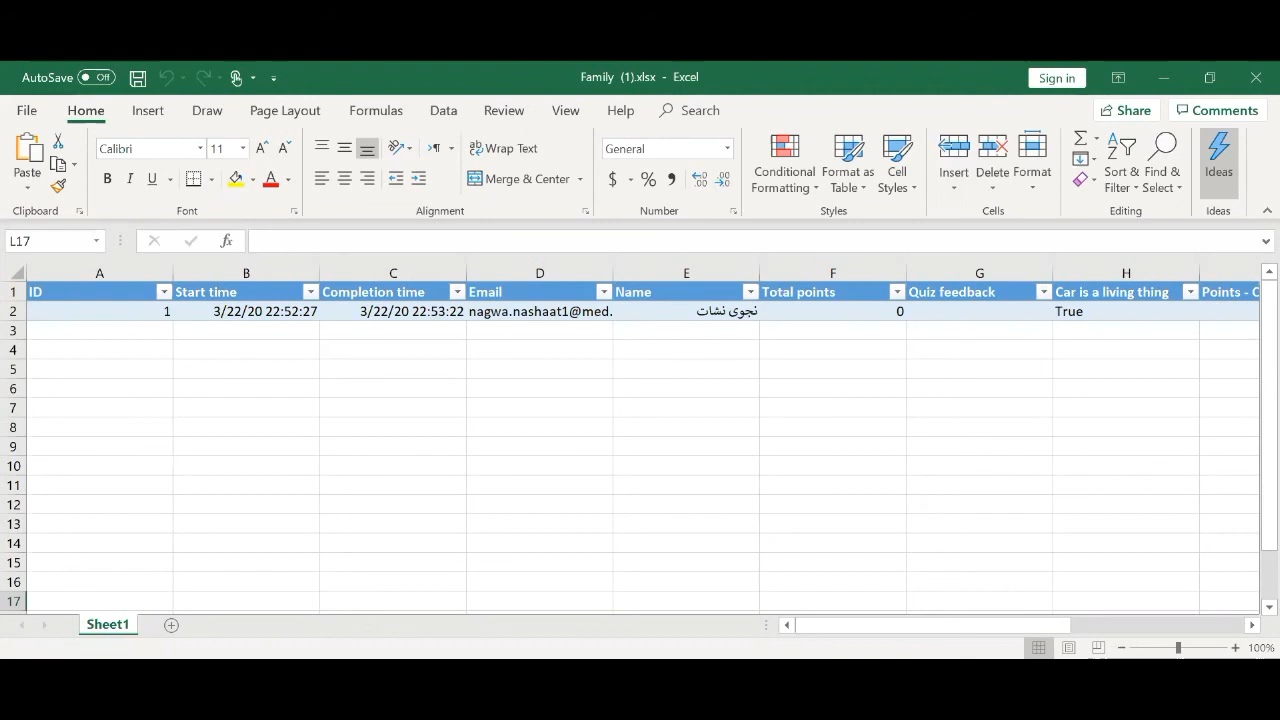 AutoSave Off Family (1).xlsx - Excel Sign in
File Home Insert Draw Page Layout Formulas Data Review View Help Search Share Comments
Calibri 11 Wrap Text General
Paste B I U Merge & Center $ % Conditional Formatting Format as Table Cell Styles Insert Delete Format Sort & Filter Find & Select Ideas
Clipboard Font Alignment Number Styles Cells Editing Ideas
L17 fx
A B C D E F G H
1 ID Start time Completion time Email Name Total points Quiz feedback Car is a living thing Points - C
2 1 3/22/20 22:52:27 3/22/20 22:53:22 nagwa.nashaat1@med. نجوى نشات 0 True
3
4
5
6
7
8
9
10
11
12
13
14
15
16
17
Sheet1
100%